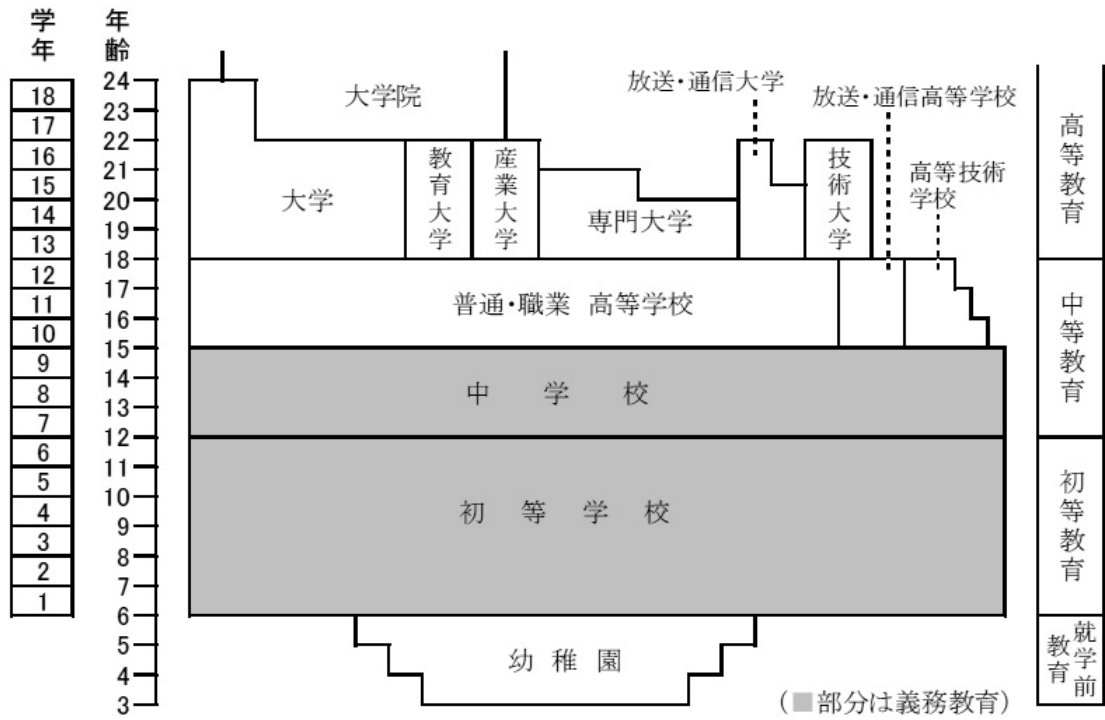 学年
年齢
18
17
16
15
14
13
12
11
10
9
8
7
6
5
4
3
2
1
24
23
22
21
20
19
18
17
16
15
14
13
12
11
10
9
8
7
6
5
4
3
大学院
放送・通信大学
放送・通信高等学校
高等技術
学校
大学
教育大学
産業大学
専門大学
技術大学
普通・職業 高等学校
中学校
初等学校
幼稚園
(■部分は義務教育)
高等教育
中等教育
初等教育
就学前
教育